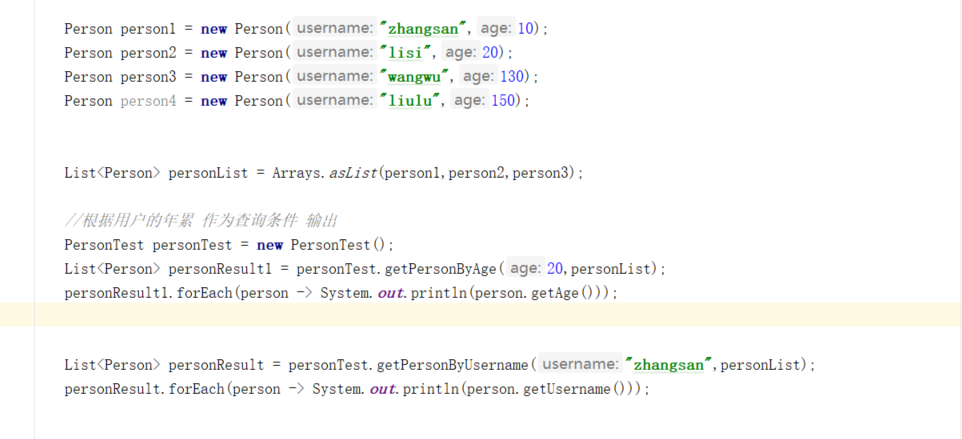 Person person1 = new Person( username: "zhangsan", age: 10);
Person person2 = new Person( username: "lisi", age: 20);
Person person3 = new Person( username: "wangwu", age: 130);
Person person4 = new Person( username: "liulu", age: 150);
List<Person> personList = Arrays.asList(person1,person2,person3);
//根据用户的年累 作为查询条件 输出
PersonTest personTest = new PersonTest();
List<Person> personResult1 = personTest.getPersonByAge( age: 20,personList);
personResult1.forEach(person -> System.out.println(person.getAge()));
List<Person> personResult = personTest.getPersonByUsername( username: "zhangsan",personList);
personResult.forEach(person -> System.out.println(person.getUsername()));